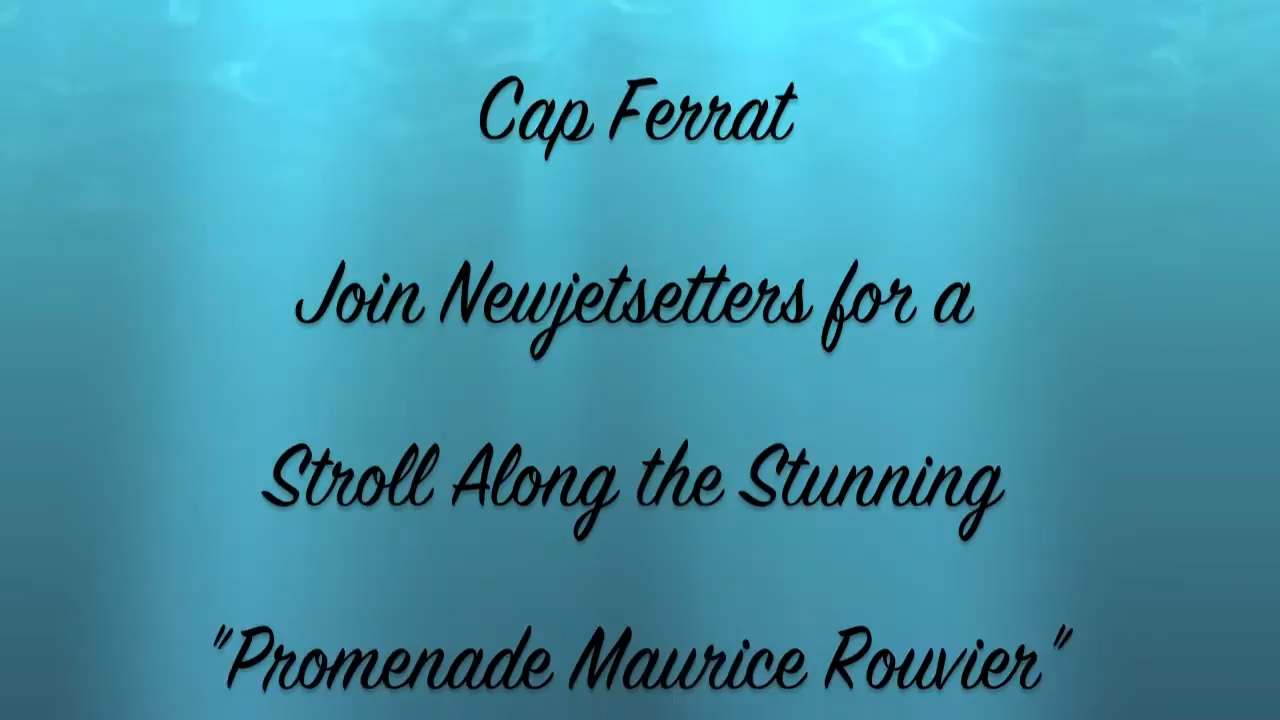 Cap Ferrat
Join Newjetsetters for a
Stroll Along the Stunning
"Promenade Maurice Rouvier"